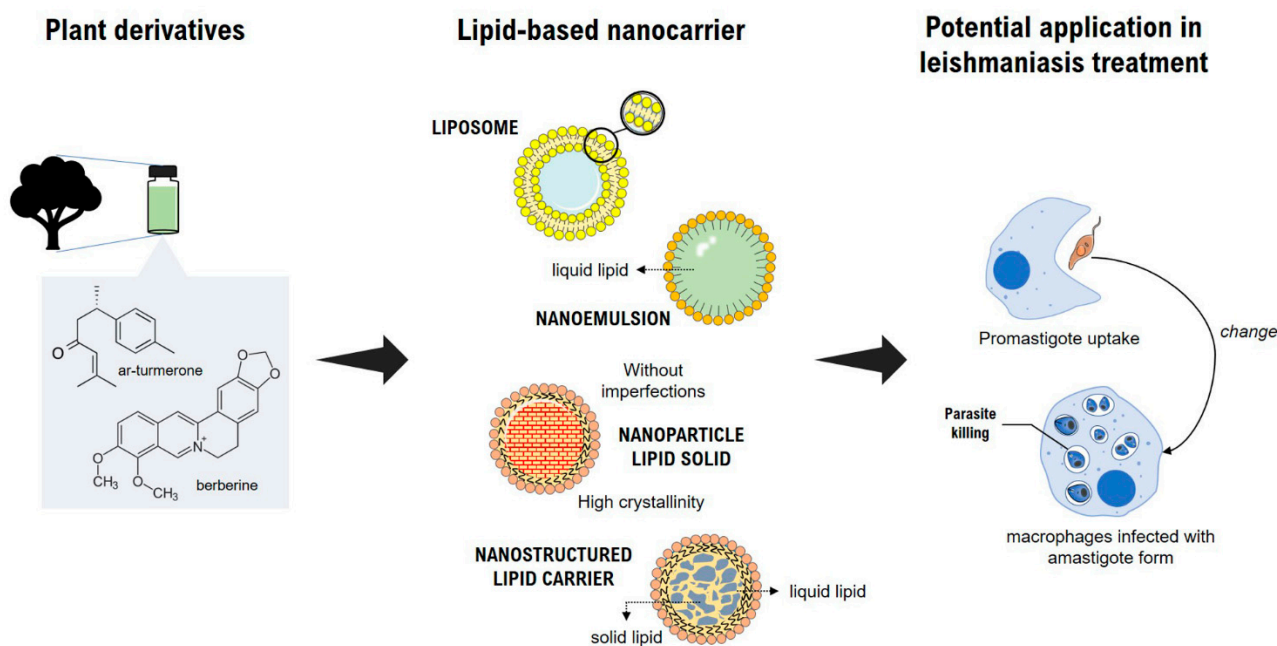 Plant derivatives
O
ar-turmerone
O
O
N+
O
O
CH₃
CH₃
berberine
Lipid-based nanocarrier
LIPOSOME
liquid lipid
NANOEMULSION
Without
imperfections
NANOPARTICLE
LIPID SOLID
High crystallinity
NANOSTRUCTURED
LIPID CARRIER
liquid lipid
solid lipid
Potential application in
leishmaniasis treatment
Promastigote uptake
change
Parasite
killing
macrophages infected with
amastigote form